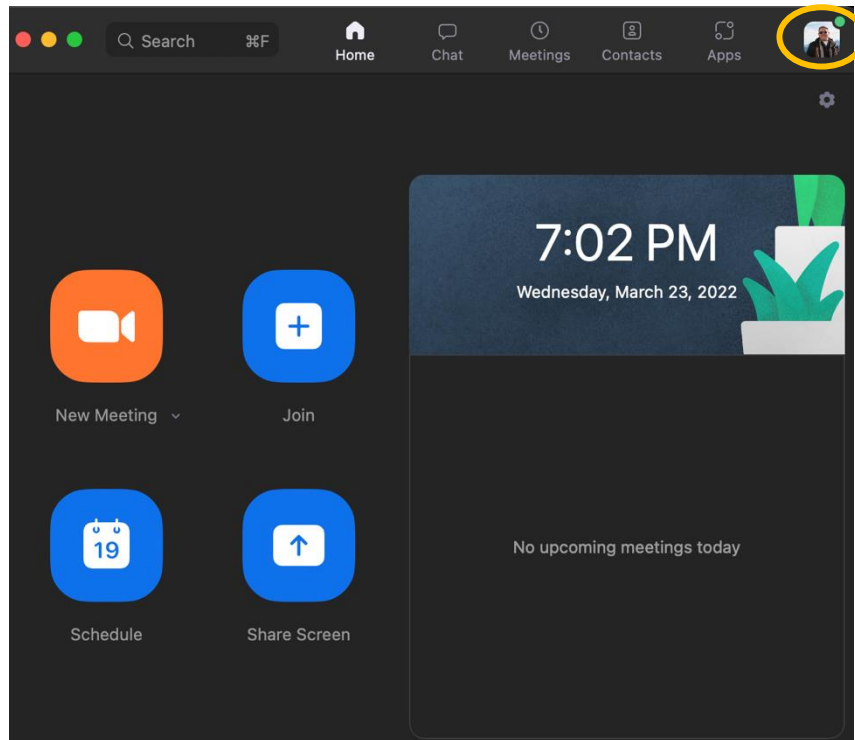 Search ⌘F
Home
Chat
Meetings
Contacts
Apps
7:02 PM
Wednesday, March 23, 2022
New Meeting
Join
19
Schedule
Share Screen
No upcoming meetings today